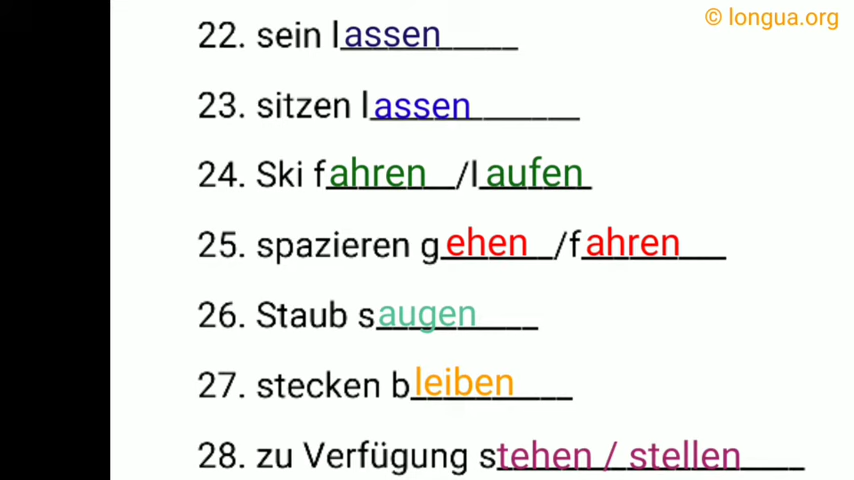 © longua.org
22. sein lassen
23. sitzen lassen
24. Ski fahren/laufen
25. spazieren gehen/fahren
26. Staub saugen
27. stecken bleiben
28. zu Verfügung stehen / stellen